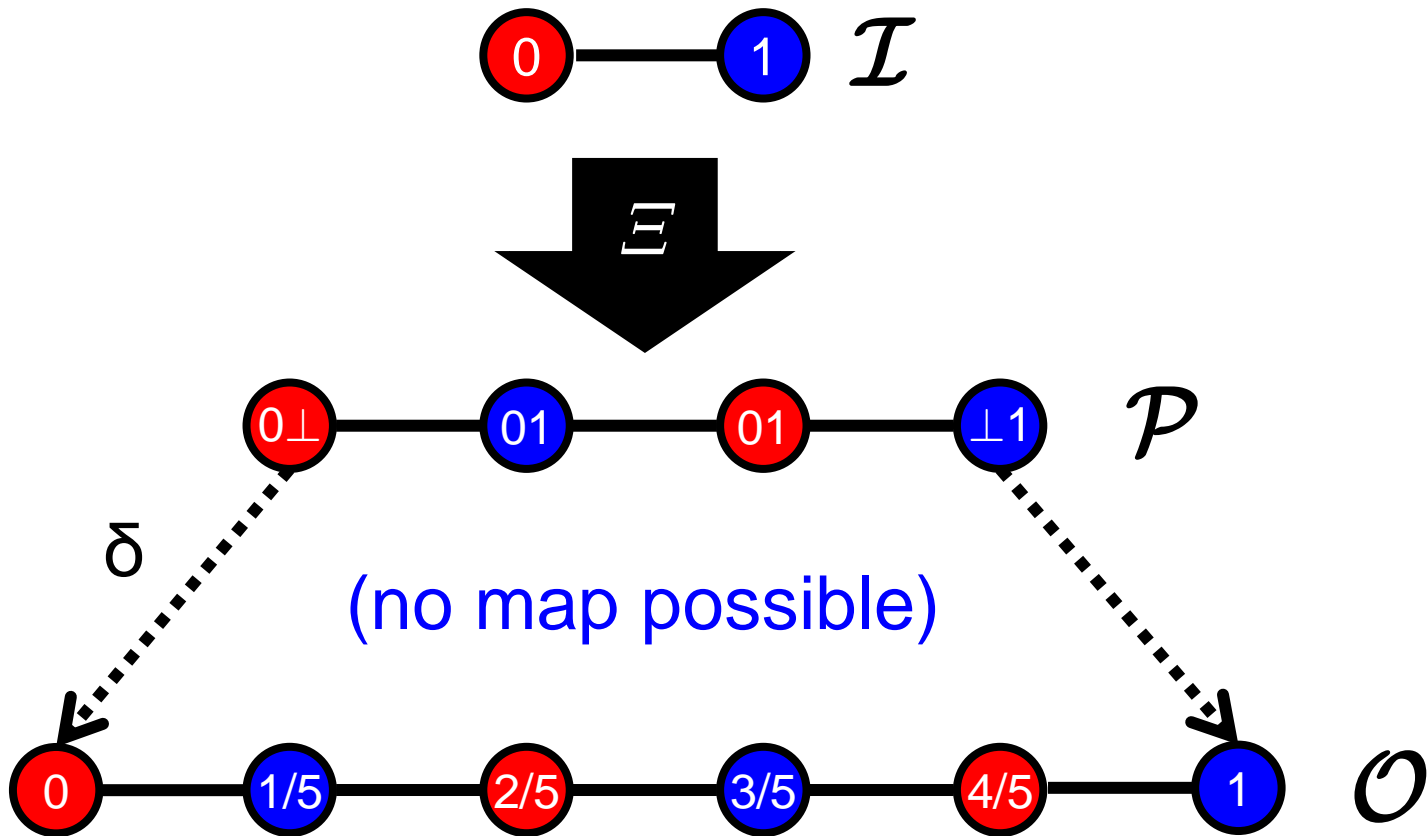 0 1 ℐ
Ξ
0⊥ 01 01 ⊥1 𝒫
δ
(no map possible)
0 1/5 2/5 3/5 4/5 1 𝒪